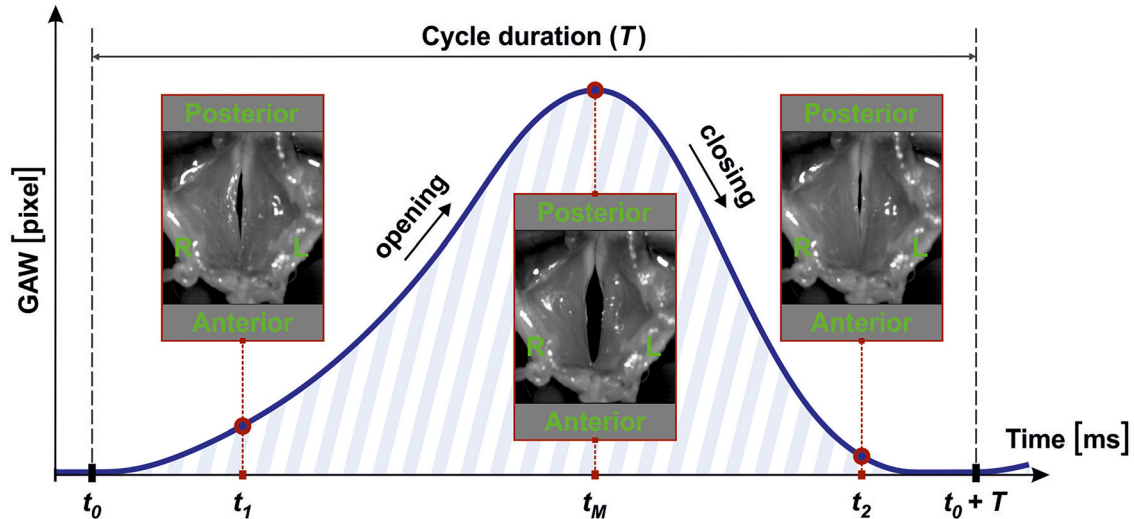 Cycle duration (T)
GAW [pixel]
Posterior
R L
Anterior
opening
Posterior
R L
Anterior
closing
Posterior
R L
Anterior
Time [ms]
t0 t1 tM t2 t0 + T